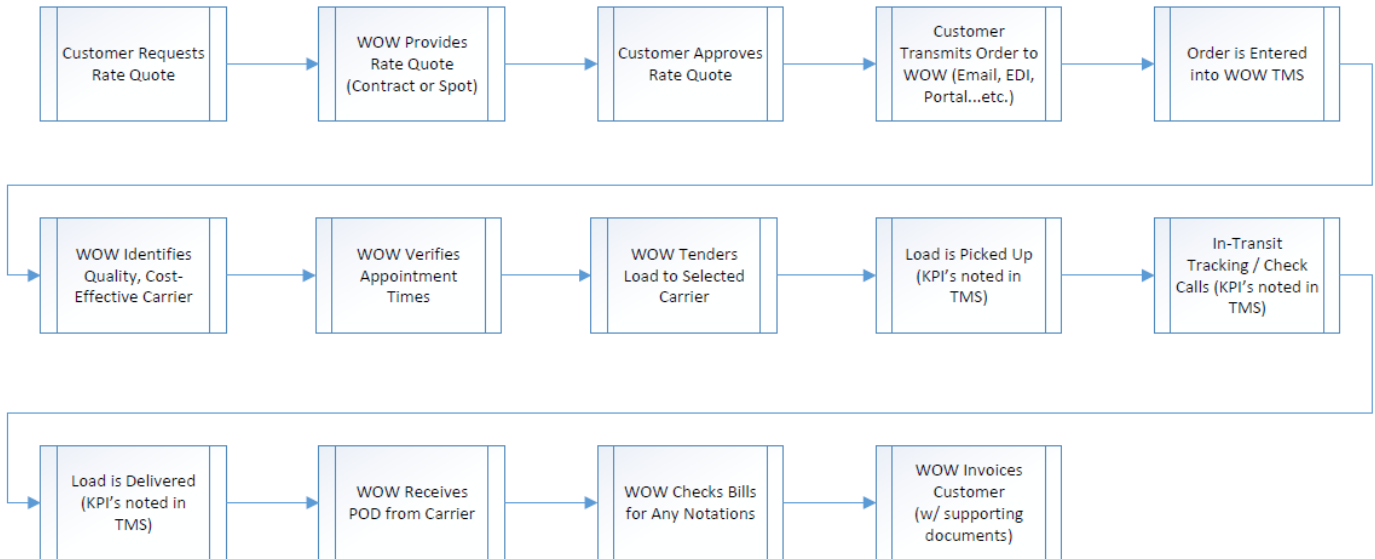 Customer Requests
Rate Quote
WOW Provides
Rate Quote
(Contract or Spot)
Customer Approves
Rate Quote
Customer
Transmits Order to
WOW (Email, EDI,
Portal...etc.)
Order is Entered
into WOW TMS
WOW Identifies
Quality, Cost-
Effective Carrier
WOW Verifies
Appointment
Times
WOW Tenders
Load to Selected
Carrier
Load is Picked Up
(KPI's noted in
TMS)
In-Transit
Tracking / Check
Calls (KPI's noted in
TMS)
Load is Delivered
(KPI's noted in
TMS)
WOW Receives
POD from Carrier
WOW Checks Bills
for Any Notations
WOW Invoices
Customer
(w/ supporting
documents)